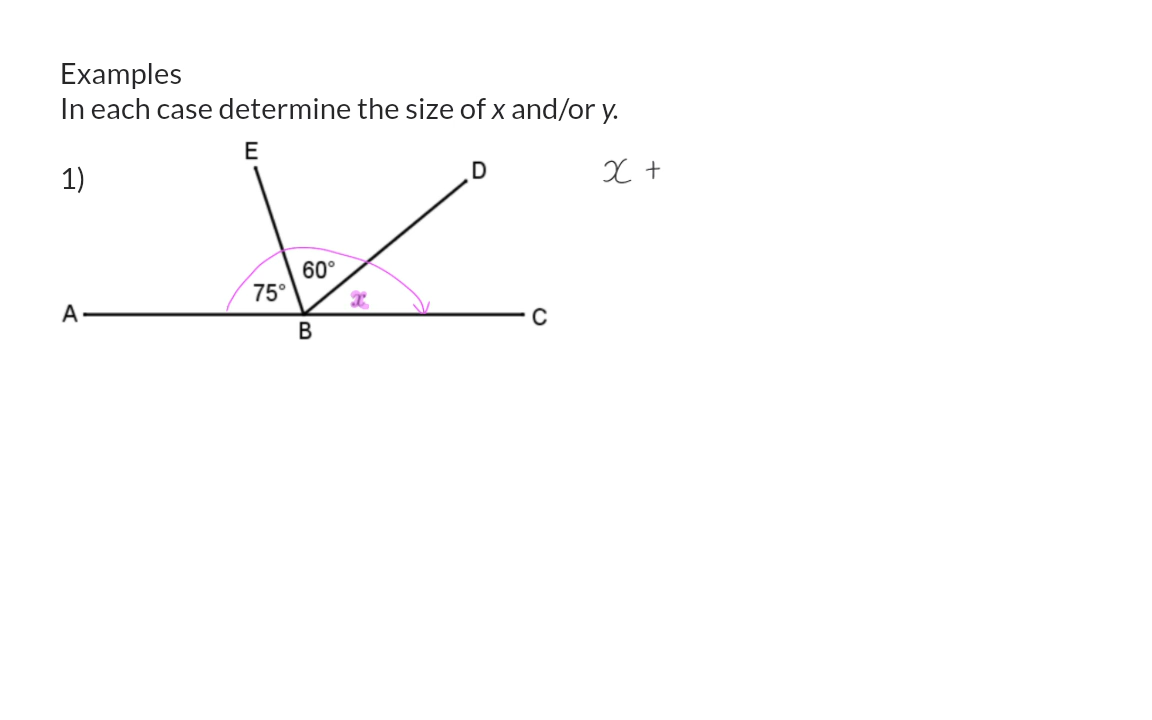 Examples
In each case determine the size of x and/or y.
E
D
1)
x +
60°
75°
x
A
C
B